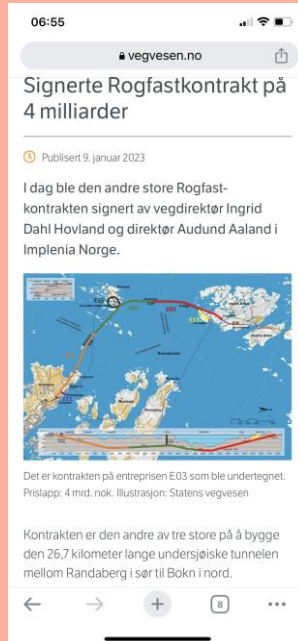 06:55
vegvesen.no
Signerte Rogfastkontrakt på
4 milliarder
Publisert 9. januar 2023
I dag ble den andre store Rogfast-
kontrakten signert av vegdirektør Ingrid
Dahl Hovland og direktør Audund Aaland i
Implenia Norge.
Det er kontrakten på entreprisen E03 som ble undertegnet.
Prislapp: 4 mrd. nok. Illustrasjon: Statens vegvesen
Kontrakten er den andre av tre store på å bygge
den 26,7 kilometer lange undersjøiske tunnelen
mellom Randaberg i sør til Bokn i nord.
8